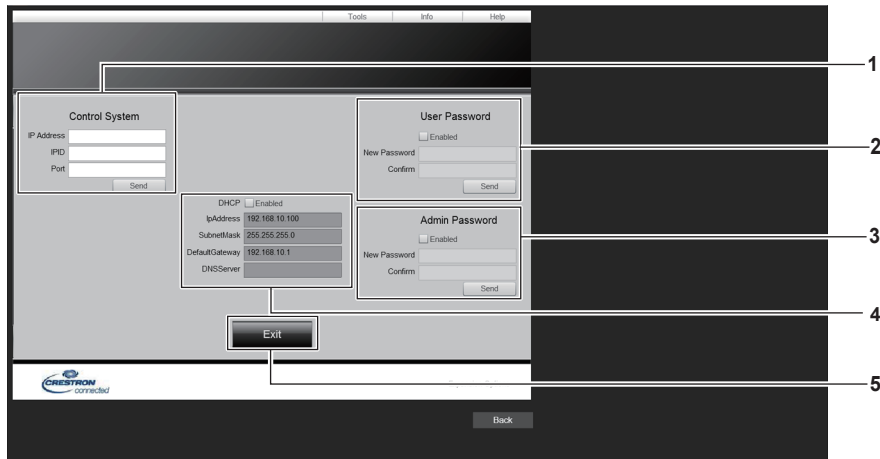 Tools Info Help
1
Control System
IP Address
IPID
Port
Send
User Password
Enabled
New Password
Confirm
Send
2
DHCP Enabled
IpAddress 192.168.10.100
SubnetMask 255.255.255.0
DefaultGateway 192.168.10.1
DNSServer
Admin Password
Enabled
New Password
Confirm
Send
3
4
Exit
CRESTRON
connected
5
Back